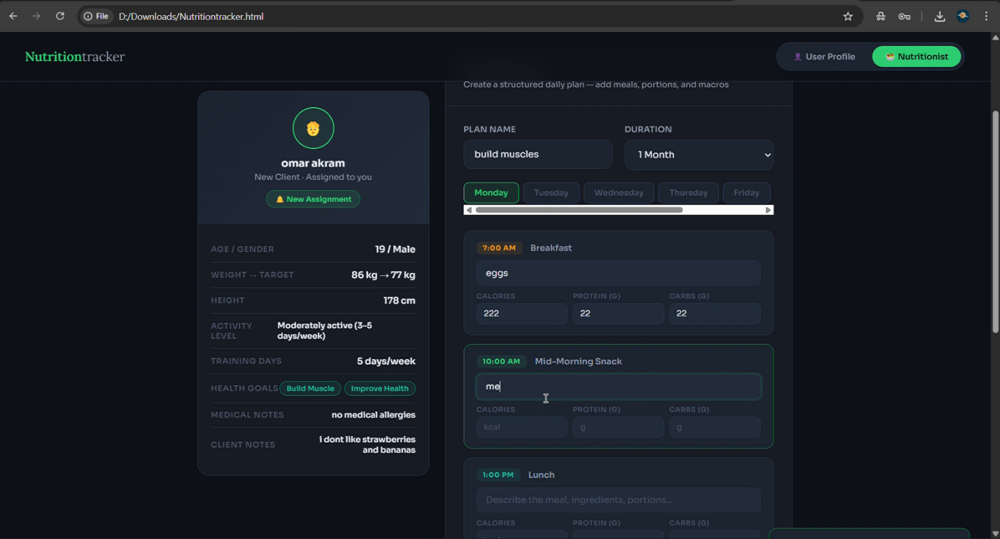 File
D:/Downloads/Nutritiontracker.html
Nutritiontracker
User Profile
Nutritionist
omar akram
New Client · Assigned to you
New Assignment
AGE / GENDER
19 / Male
WEIGHT → TARGET
86 kg → 77 kg
HEIGHT
178 cm
ACTIVITY
LEVEL
Moderately active (3–5
days/week)
TRAINING DAYS
5 days/week
HEALTH GOALS
Build Muscle
Improve Health
MEDICAL NOTES
no medical allergies
CLIENT NOTES
i dont like strawberries
and bananas
Create a structured daily plan — add meals, portions, and macros
PLAN NAME
DURATION
build muscles
1 Month
Monday
Tuesday
Wednesday
Thursday
Friday
7:00 AM
Breakfast
eggs
CALORIES
PROTEIN (G)
CARBS (G)
222
22
22
10:00 AM
Mid-Morning Snack
me
CALORIES
PROTEIN (G)
CARBS (G)
kcal
g
g
1:00 PM
Lunch
Describe the meal, ingredients, portions...
CALORIES
PROTEIN (G)
CARBS (G)